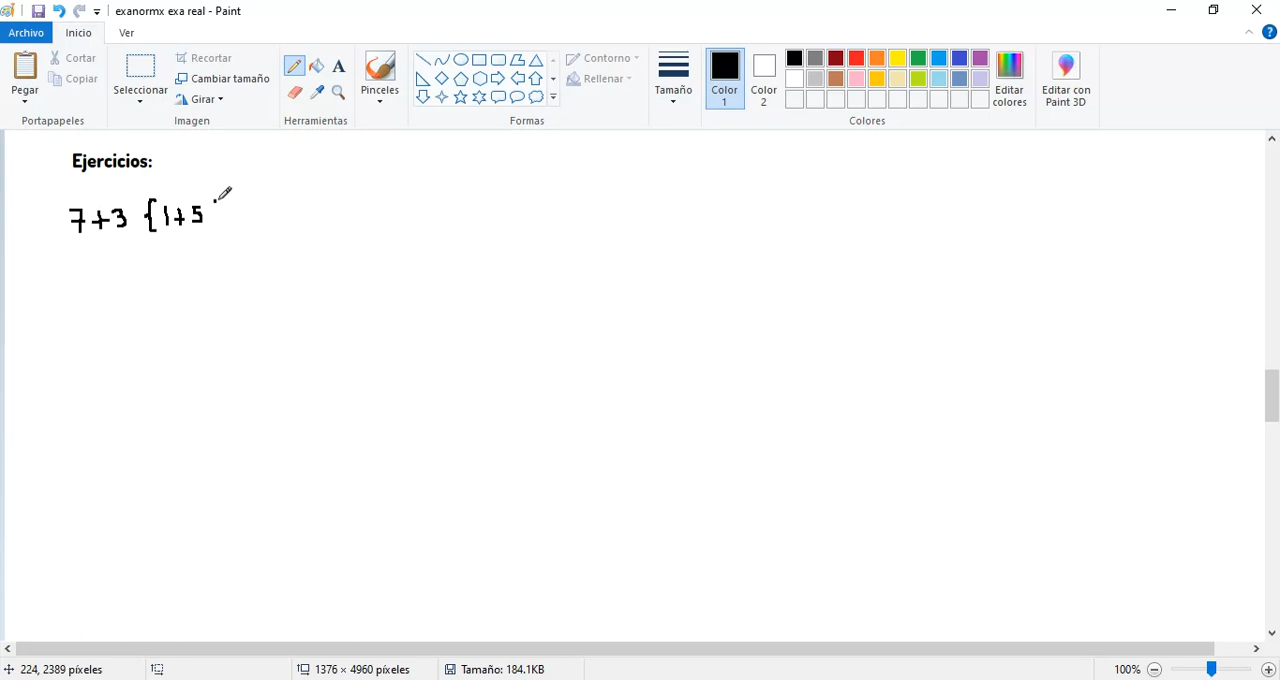 exanormx exa real - Paint
Archivo Inicio Ver
Pegar
Cortar
Copiar
Portapapeles
Seleccionar
Recortar
Cambiar tamaño
Girar
Imagen
A
Herramientas
Pinceles
Contorno
Rellenar
Formas
Tamaño
Color 1
Color 2
Editar colores
Colores
Editar con Paint 3D
Ejercicios:
7+3 {1+5
224, 2389 píxeles
1376 × 4960 píxeles
Tamaño: 184.1KB
100%